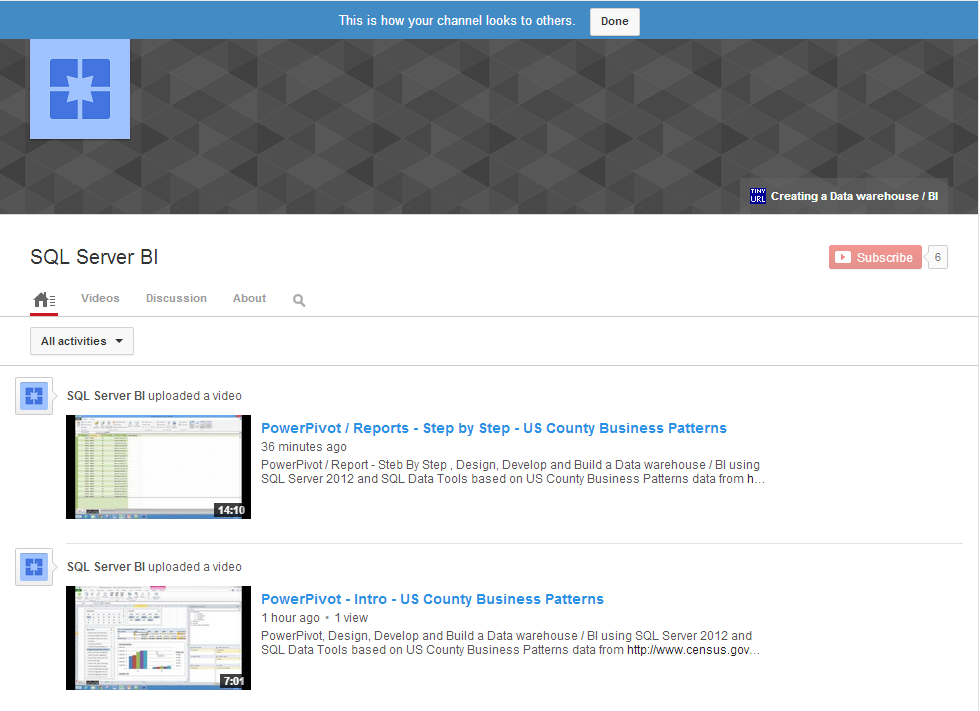 This is how your channel looks to others. Done
TINY
URL
Creating a Data warehouse / BI
SQL Server BI
Subscribe 6
Videos Discussion About
All activities
SQL Server BI uploaded a video
PowerPivot / Reports - Step by Step - US County Business Patterns
36 minutes ago
PowerPivot / Report - Steb By Step , Design, Develop and Build a Data warehouse / BI using
SQL Server 2012 and SQL Data Tools based on US County Business Patterns data from h...
14:10
SQL Server BI uploaded a video
PowerPivot - Intro - US County Business Patterns
1 hour ago • 1 view
PowerPivot, Design, Develop and Build a Data warehouse / BI using SQL Server 2012 and
SQL Data Tools based on US County Business Patterns data from http://www.census.gov...
7:01